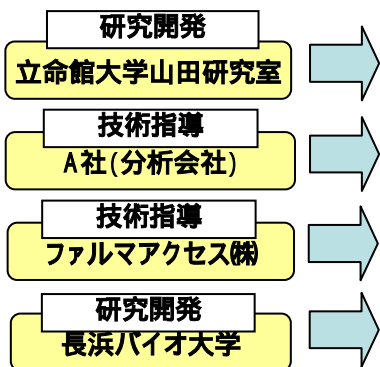 研究開発
立命館大学山田研究室
技術指導
A社(分析会社)
技術指導
ファルマアクセス㈱
研究開発
長浜バイオ大学